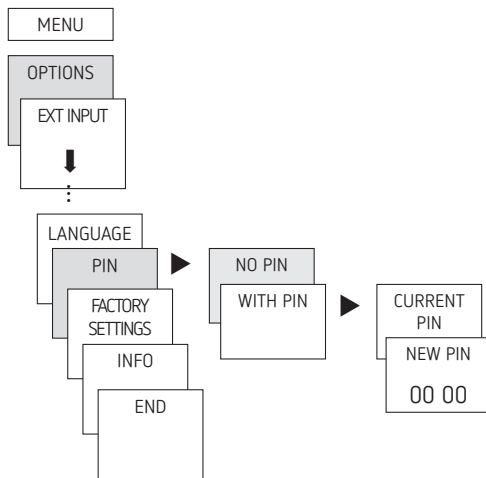 MENU
OPTIONS
EXT INPUT
LANGUAGE
PIN
NO PIN
WITH PIN
CURRENT
PIN
NEW PIN
00 00
FACTORY
SETTINGS
INFO
END